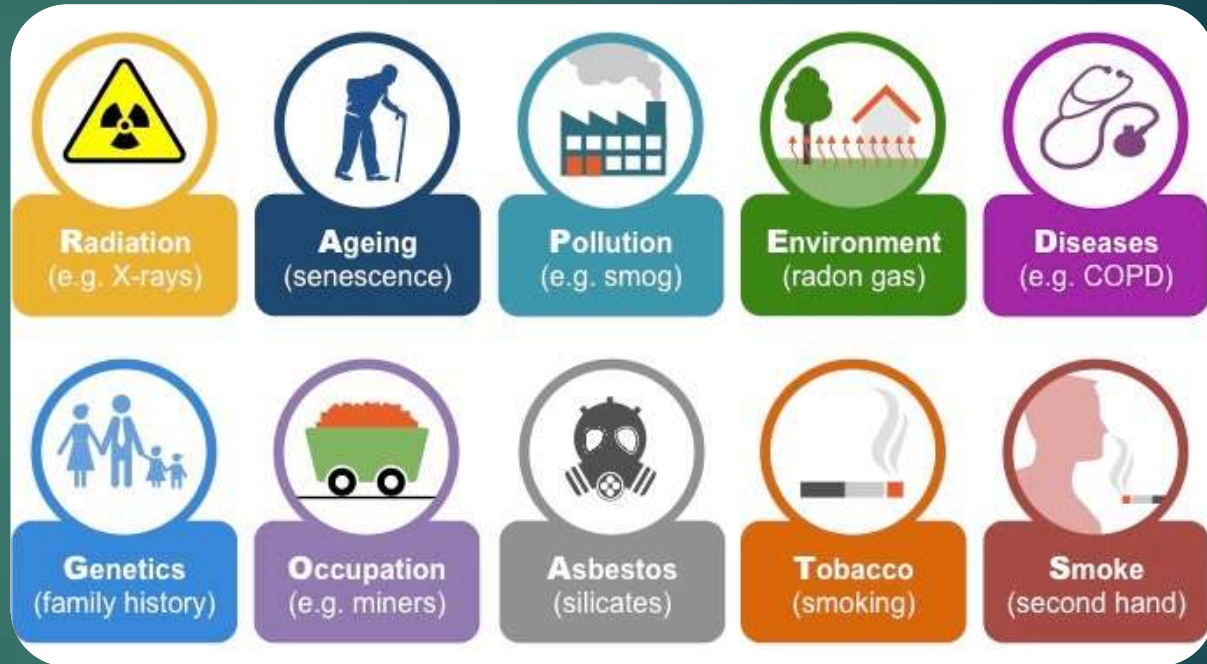 Radiation
(e.g. X-rays)
Ageing
(senescence)
Pollution
(e.g. smog)
Environment
(radon gas)
Diseases
(e.g. COPD)
Genetics
(family history)
Occupation
(e.g. miners)
Asbestos
(silicates)
Tobacco
(smoking)
Smoke
(second hand)